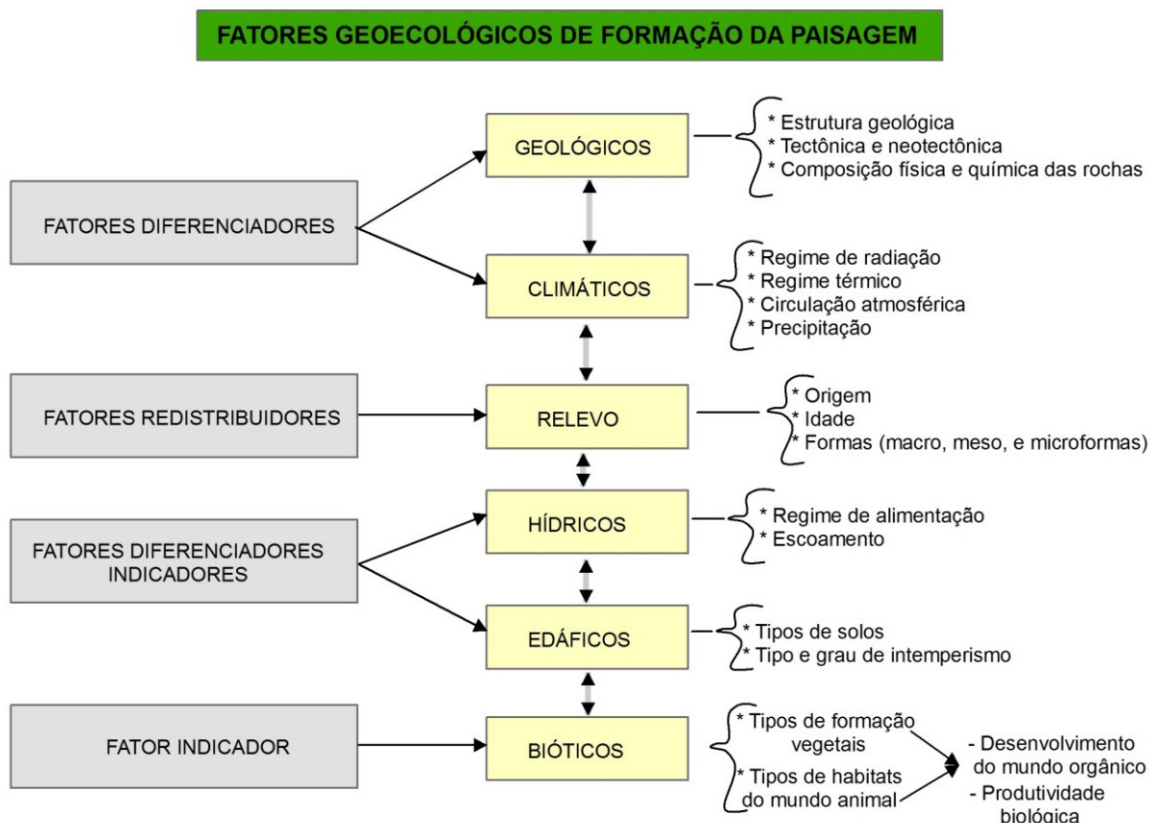 FATORES GEOECOLÓGICOS DE FORMAÇÃO DA PAISAGEM
FATORES DIFERENCIADORES
GEOLÓGICOS
* Estrutura geológica
* Tectônica e neotectônica
* Composição física e química das rochas
CLIMÁTICOS
* Regime de radiação
* Regime térmico
* Circulação atmosférica
* Precipitação
FATORES REDISTRIBUIDORES
RELEVO
* Origem
* Idade
* Formas (macro, meso, e microformas)
FATORES DIFERENCIADORES
INDICADORES
HÍDRICOS
* Regime de alimentação
* Escoamento
EDÁFICOS
* Tipos de solos
* Tipo e grau de intemperismo
FATOR INDICADOR
BIÓTICOS
* Tipos de formação
vegetais
* Tipos de habitats
do mundo animal
- Desenvolvimento
do mundo orgânico
- Produtividade
biológica